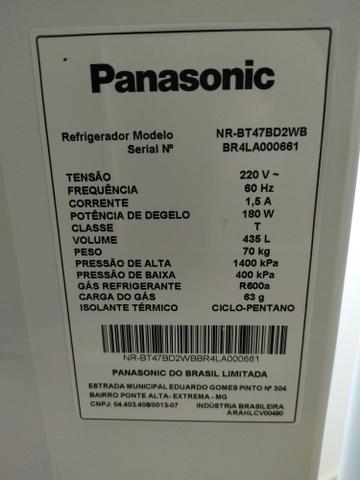 Panasonic
Refrigerador Modelo NR-BT47BD2WB
Serial Nº BR4LA000661
TENSÃO 220 V ~
FREQUÊNCIA 60 Hz
CORRENTE 1,5 A
POTÊNCIA DE DEGELO 180 W
CLASSE T
VOLUME 435 L
PESO 70 kg
PRESSÃO DE ALTA 1400 kPa
PRESSÃO DE BAIXA 400 kPa
GÁS REFRIGERANTE R600a
CARGA DO GÁS 63 g
ISOLANTE TÉRMICO CICLO-PENTANO
NR-BT47BD2WBBR4LA000661
PANASONIC DO BRASIL LIMITADA
ESTRADA MUNICIPAL EDUARDO GOMES PINTO Nº 304
BAIRRO PONTE ALTA- EXTREMA - MG
CNPJ: 04.403.408/0013-07 INDÚSTRIA BRASILEIRA
ARAHLCV00480